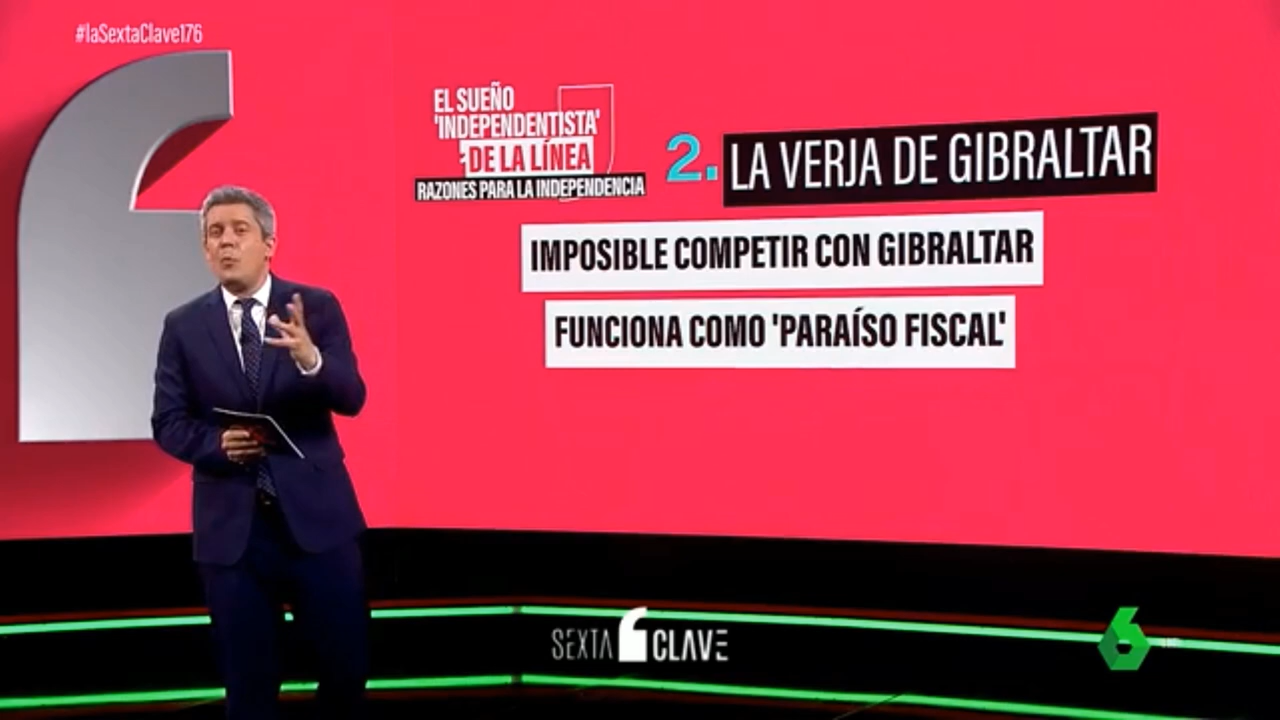 #laSextaClave176
EL SUEÑO
'INDEPENDENTISTA'
DE LA LÍNEA
RAZONES PARA LA INDEPENDENCIA
2. LA VERJA DE GIBRALTAR
IMPOSIBLE COMPETIR CON GIBRALTAR
FUNCIONA COMO 'PARAÍSO FISCAL'
SEXTA CLAVE
6